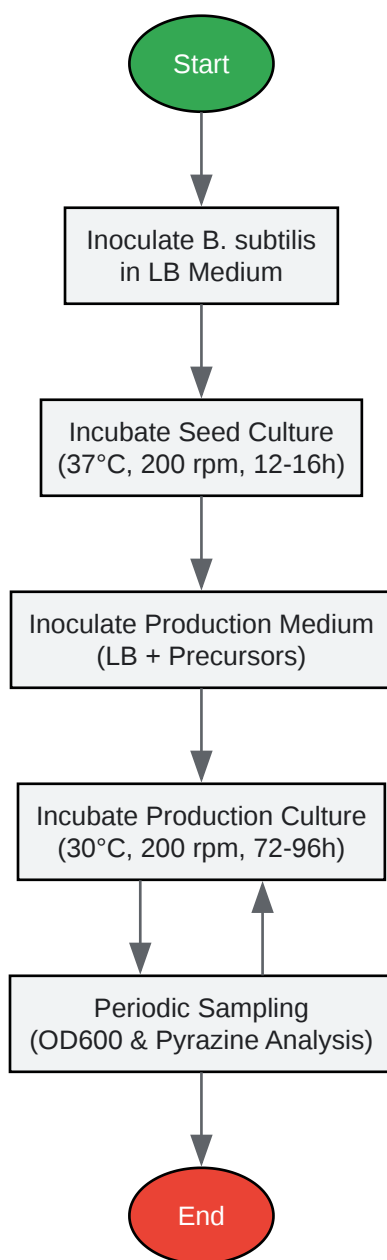 Start
Inoculate B. subtilis
in LB Medium
Incubate Seed Culture
(37°C, 200 rpm, 12-16h)
Inoculate Production Medium
(LB + Precursors)
Incubate Production Culture
(30°C, 200 rpm, 72-96h)
Periodic Sampling
(OD600 & Pyrazine Analysis)
End